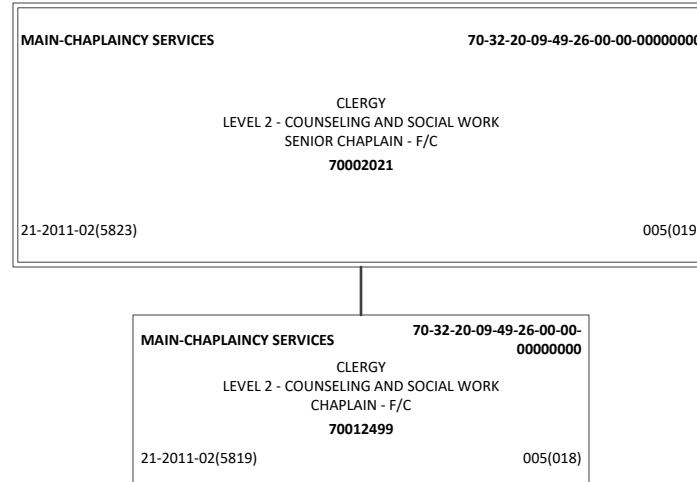 MAIN-CHAPLAINCY SERVICES 70-32-20-09-49-26-00-00-00000000
CLERGY
LEVEL 2 - COUNSELING AND SOCIAL WORK
SENIOR CHAPLAIN - F/C
70002021
21-2011-02(5823) 005(019
MAIN-CHAPLAINCY SERVICES 70-32-20-09-49-26-00-00-
00000000
CLERGY
LEVEL 2 - COUNSELING AND SOCIAL WORK
CHAPLAIN - F/C
70012499
21-2011-02(5819) 005(018)